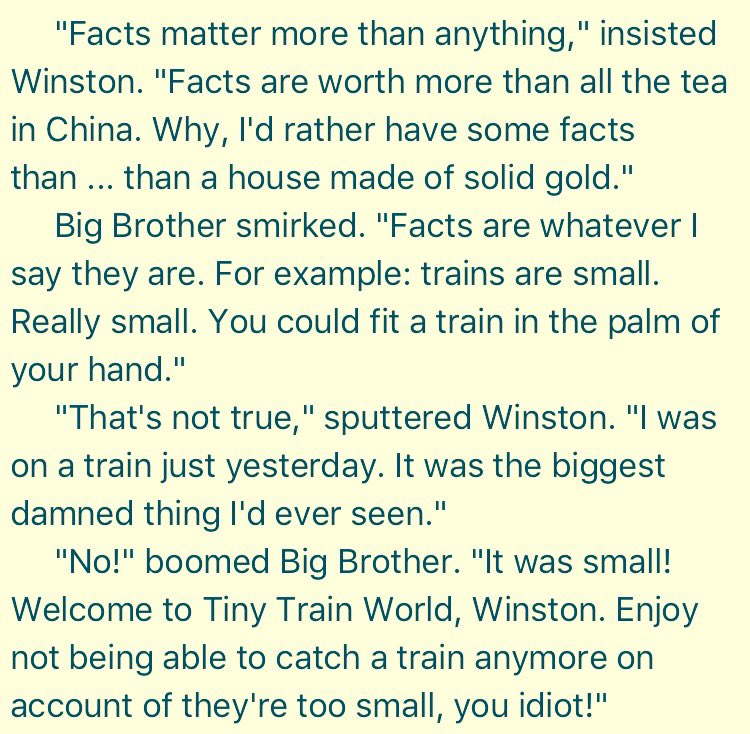 "Facts matter more than anything," insisted
Winston. "Facts are worth more than all the tea
in China. Why, I'd rather have some facts
than ... than a house made of solid gold."
Big Brother smirked. "Facts are whatever I
say they are. For example: trains are small.
Really small. You could fit a train in the palm of
your hand."
"That's not true," sputtered Winston. "I was
on a train just yesterday. It was the biggest
damned thing I'd ever seen."
"No!" boomed Big Brother. "It was small!
Welcome to Tiny Train World, Winston. Enjoy
not being able to catch a train anymore on
account of they're too small, you idiot!"